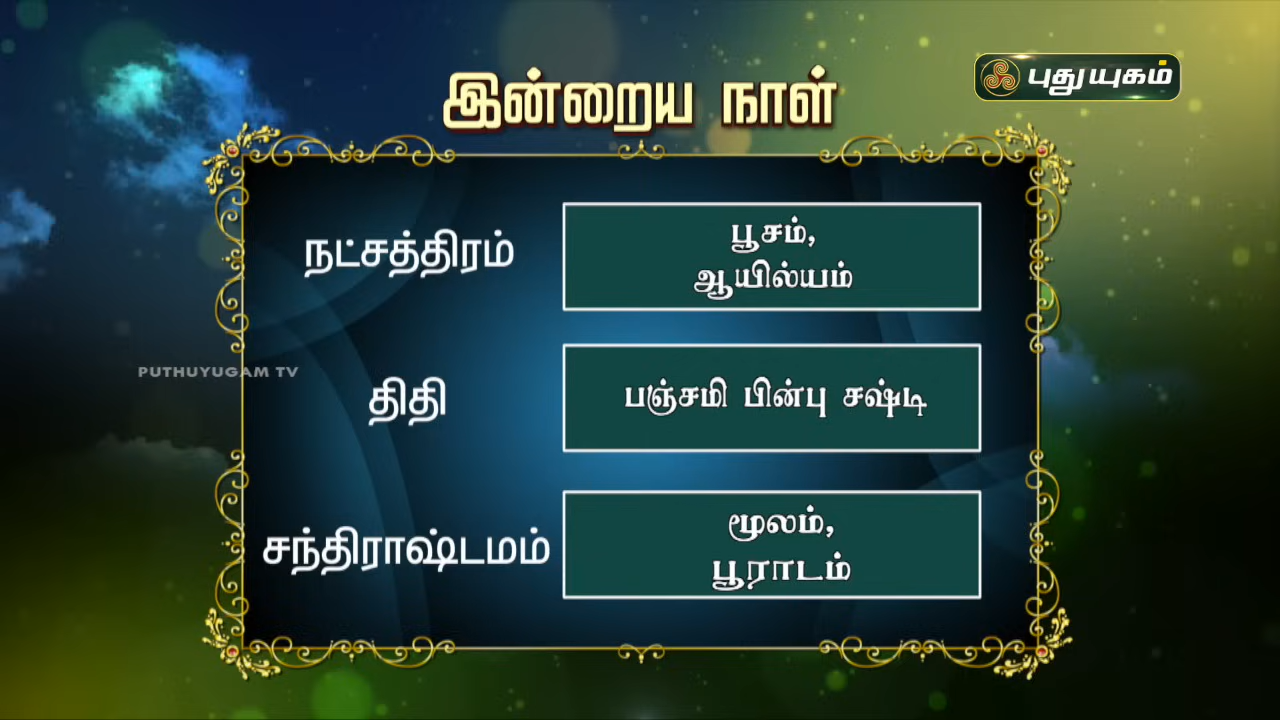 இன்றைய நாள்
புதுயுகம்
நட்சத்திரம்
பூசம்,
ஆயில்யம்
PUTHUYUGAM TV
திதி
பஞ்சமி பின்பு சஷ்டி
சந்திராஷ்டமம்
மூலம்,
பூராடம்